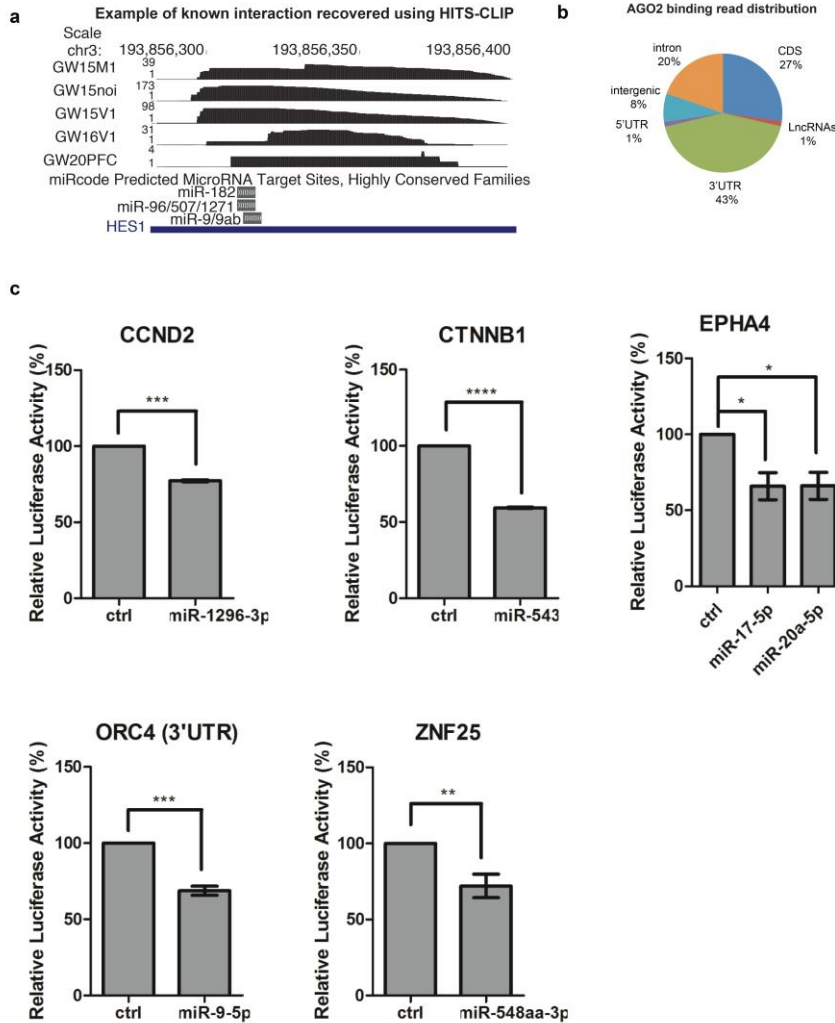 a
Example of known interaction recovered using HITS-CLIP
Scale
chr3: 193,856,300 193,856,350 193,856,400
GW15M1 39 1
GW15noi 173 1
GW15V1 98 1
GW16V1 31 1
GW20PFC 4 1
miRcode Predicted MicroRNA Target Sites, Highly Conserved Families
miR-182
miR-96/507/1271
miR-9/9ab
HES1
b
AGO2 binding read distribution
intron 20%
CDS 27%
intergenic 8%
5'UTR 1%
LncRNAs 1%
3'UTR 43%
c
CCND2
Relative Luciferase Activity (%)
150
100
50
0
***
ctrl miR-1296-3p
CTNNB1
Relative Luciferase Activity (%)
150
100
50
0
****
ctrl miR-543
EPHA4
Relative Luciferase Activity (%)
150
100
50
0
*
*
ctrl miR-17-5p miR-20a-5p
ORC4 (3'UTR)
Relative Luciferase Activity (%)
150
100
50
0
***
ctrl miR-9-5p
ZNF25
Relative Luciferase Activity (%)
150
100
50
0
**
ctrl miR-548aa-3p